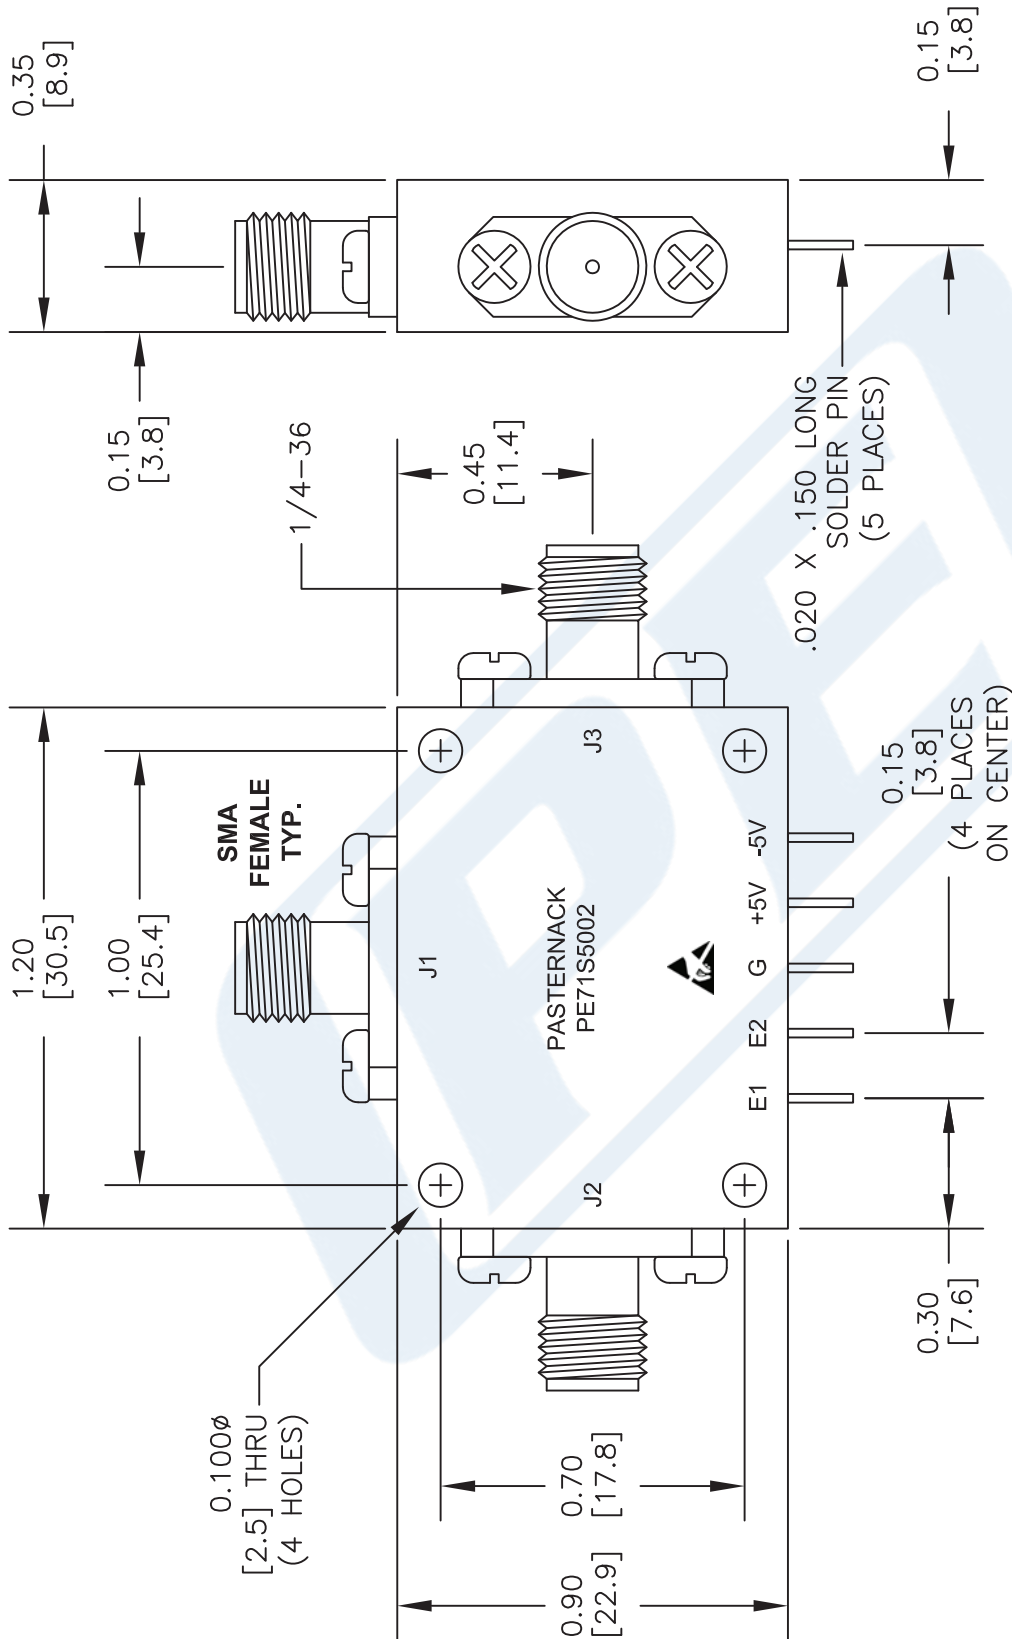 1.20
[30.5]
1.00
[25.4]
0.35
[8.9]
0.15
[3.8]
0.100ø
[2.5] THRU
(4 HOLES)
SMA
FEMALE
TYP.
1/4-36
0.45
[11.4]
0.70
[17.8]
0.90
[22.9]
J1
J2
J3
PASTERNACK
PE71S5002
E1
E2
G
+5V
-5V
.020 X .150 LONG
SOLDER PIN
(5 PLACES)
0.30
[7.6]
0.15
[3.8]
(4 PLACES
ON CENTER)
0.15
[3.8]
PE